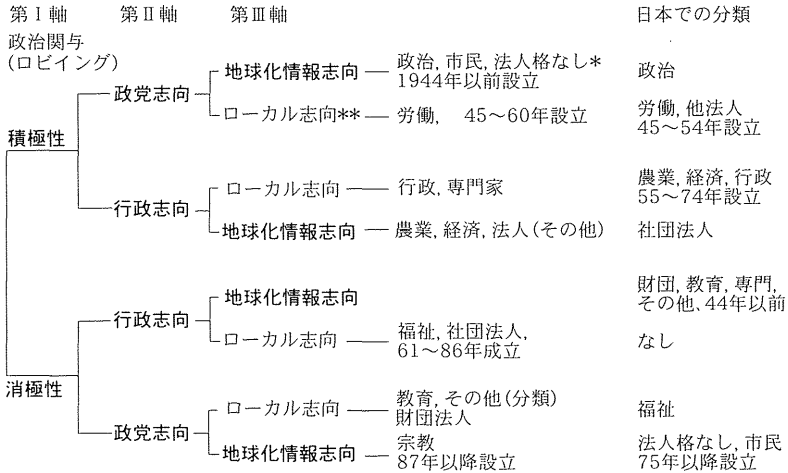 第Ⅰ軸 第Ⅱ軸 第Ⅲ軸 日本での分類
政治関与
(ロビイング)
地球化情報志向 政治, 市民, 法人格なし* 政治
1944年以前設立
政党志向
ローカル志向** 労働, 45〜60年設立 労働, 他法人
45〜54年設立
積極性
ローカル志向 行政, 専門家 農業, 経済, 行政
55〜74年設立
行政志向
地球化情報志向 農業, 経済, 法人(その他) 社団法人
地球化情報志向 財団, 教育, 専門,
その他、44年以前
行政志向
ローカル志向 福祉, 社団法人, なし
61〜86年成立
消極性
ローカル志向 教育, その他(分類) 福祉
財団法人
政党志向
地球化情報志向 宗教 法人格なし, 市民
87年以降設立 75年以降設立